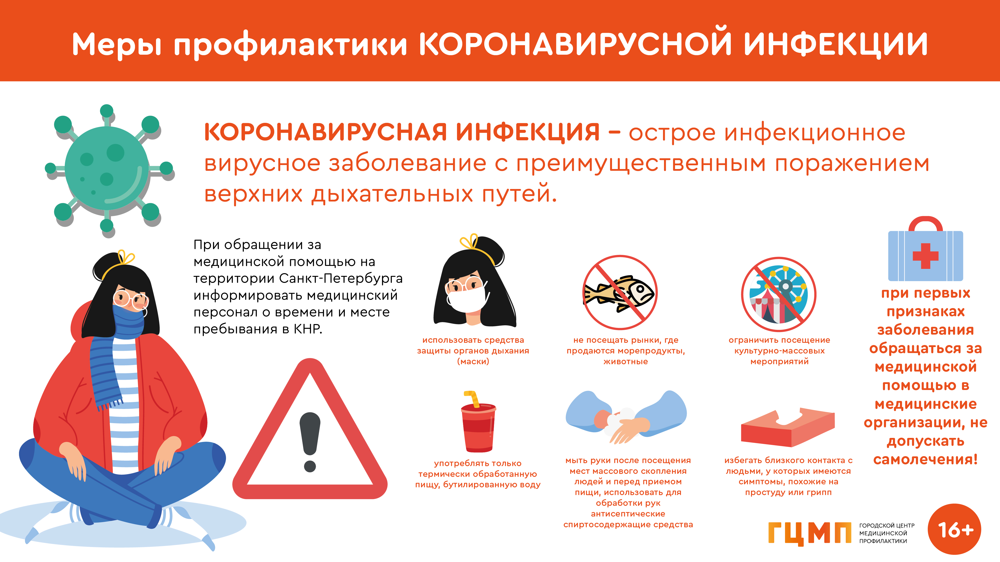 Меры профилактики КОРОНАВИРУСНОЙ ИНФЕКЦИИ
КОРОНАВИРУСНАЯ ИНФЕКЦИЯ – острое инфекционное
вирусное заболевание с преимущественным поражением
верхних дыхательных путей.
При обращении за
медицинской помощью на
территории Санкт-Петербурга
информировать медицинский
персонал о времени и месте
пребывания в КНР.
использовать средства
защиты органов дыхания
(маски)
не посещать рынки, где
продаются морепродукты,
животные
ограничить посещение
культурно-массовых
мероприятий
употреблять только
термически обработанную
пищу, бутилированную воду
мыть руки после посещения
мест массового скопления
людей и перед приемом
пищи, использовать для
обработки рук
антисептические
спиртосодержащие средства
избегать близкого контакта с
людьми, у которых имеются
симптомы, похожие на
простуду или грипп
при первых
признаках
заболевания
обращаться за
медицинской
помощью в
медицинские
организации, не
допускать
самолечения!
ГЦМП
ГОРОДСКОЙ ЦЕНТР
МЕДИЦИНСКОЙ
ПРОФИЛАКТИКИ
16+